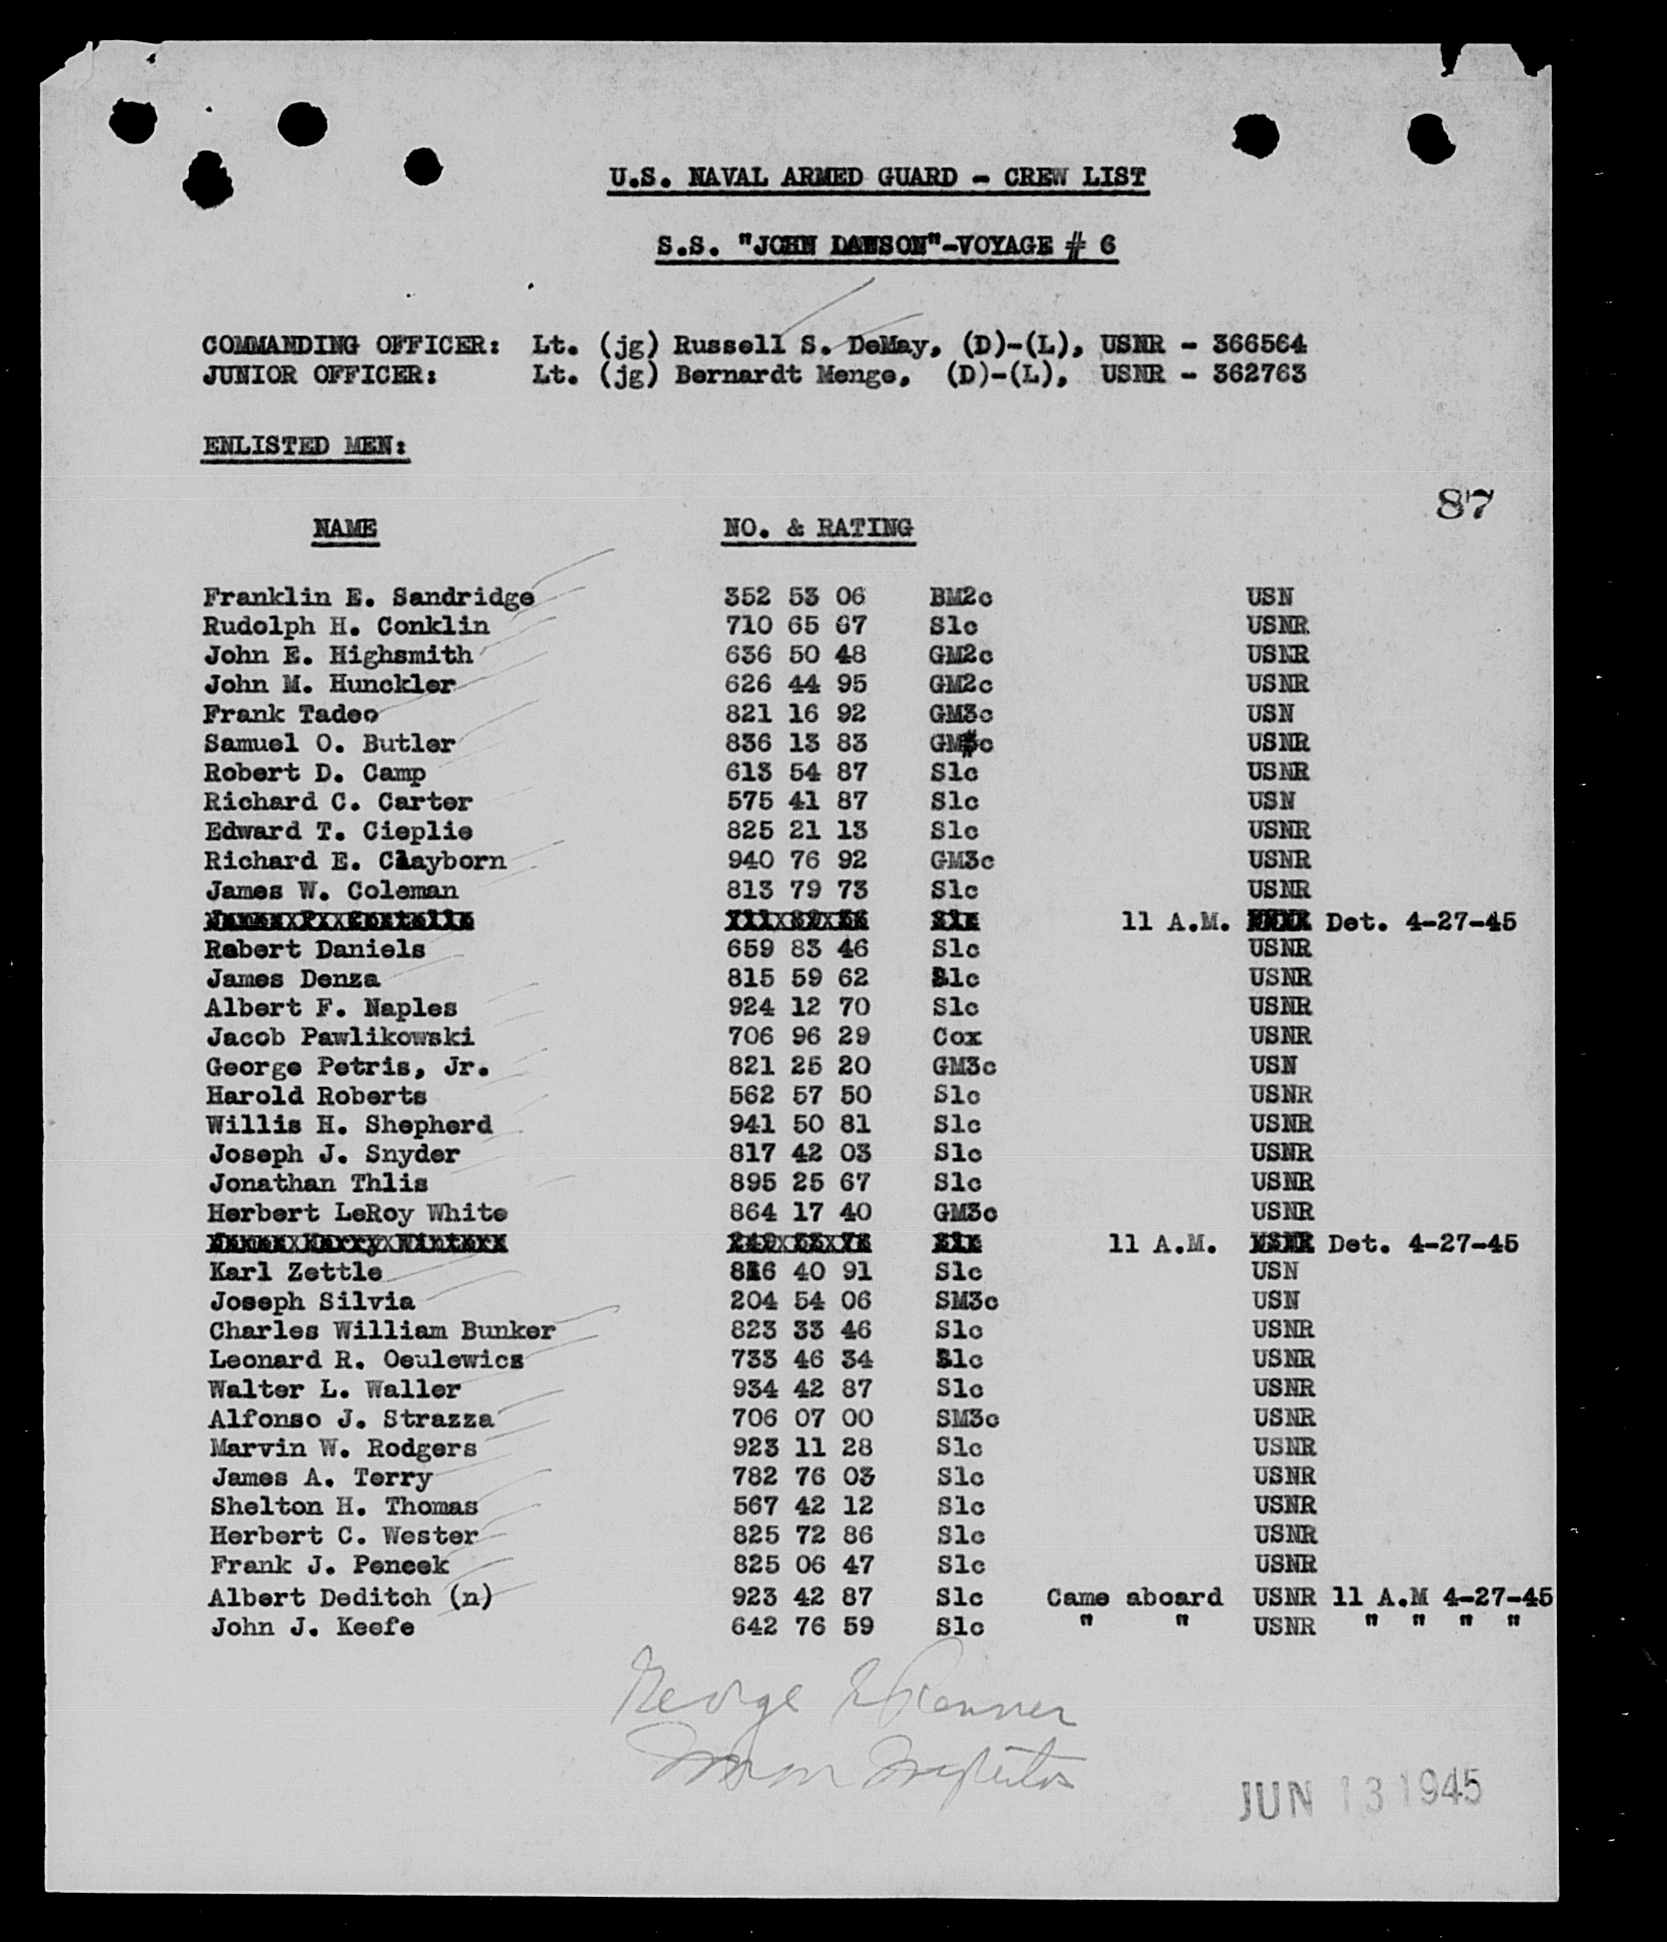 U.S. NAVAL ARMED GUARD - CREW LIST
S.S. "JOHN DAWSON"-VOYAGE # 6
COMMANDING OFFICER: Lt. (jg) Russell S. DeMay, (D)-(L), USNR - 366564
JUNIOR OFFICER: Lt. (jg) Bernardt Menge, (D)-(L), USNR - 362763
ENLISTED MEN:
87
NAME NO. & RATING
Franklin E. Sandridge 352 53 06 BM2c USN
Rudolph H. Conklin 710 65 67 S1c USNR
John E. Highsmith 636 50 48 GM2c USNR
John M. Hunckler 626 44 95 GM2c USNR
Frank Tadeo 821 16 92 GM3c USN
Samuel O. Butler 836 13 83 GM3c USNR
Robert D. Camp 613 54 87 S1c USNR
Richard C. Carter 575 41 87 S1c USN
Edward T. Cieplie 825 21 13 S1c USNR
Richard E. Clayborn 940 76 92 GM3c USNR
James W. Coleman 813 79 73 S1c USNR
11 A.M. Det. 4-27-45
Robert Daniels 659 83 46 S1c USNR
James Denza 815 59 62 S1c USNR
Albert F. Naples 924 12 70 S1c USNR
Jacob Pawlikowski 706 96 29 Cox USNR
George Petris, Jr. 821 25 20 GM3c USN
Harold Roberts 562 57 50 S1c USNR
Willis H. Shepherd 941 50 81 S1c USNR
Joseph J. Snyder 817 42 03 S1c USNR
Jonathan Thlis 895 25 67 S1c USNR
Herbert LeRoy White 864 17 40 GM3c USNR
11 A.M. Det. 4-27-45
Karl Zettle 816 40 91 S1c USN
Joseph Silvia 204 54 06 SM3c USN
Charles William Bunker 823 33 46 S1c USNR
Leonard R. Oeulewicz 733 46 34 S1c USNR
Walter L. Waller 934 42 87 S1c USNR
Alfonso J. Strazza 706 07 00 SM3c USNR
Marvin W. Rodgers 923 11 28 S1c USNR
James A. Terry 782 76 03 S1c USNR
Shelton H. Thomas 567 42 12 S1c USNR
Herbert C. Wester 825 72 86 S1c USNR
Frank J. Pencek 825 06 47 S1c USNR
Albert Deditch (n) 923 42 87 S1c Came aboard USNR 11 A.M 4-27-45
John J. Keefe 642 76 59 S1c " " USNR " " " "
George
JUN 13 1945